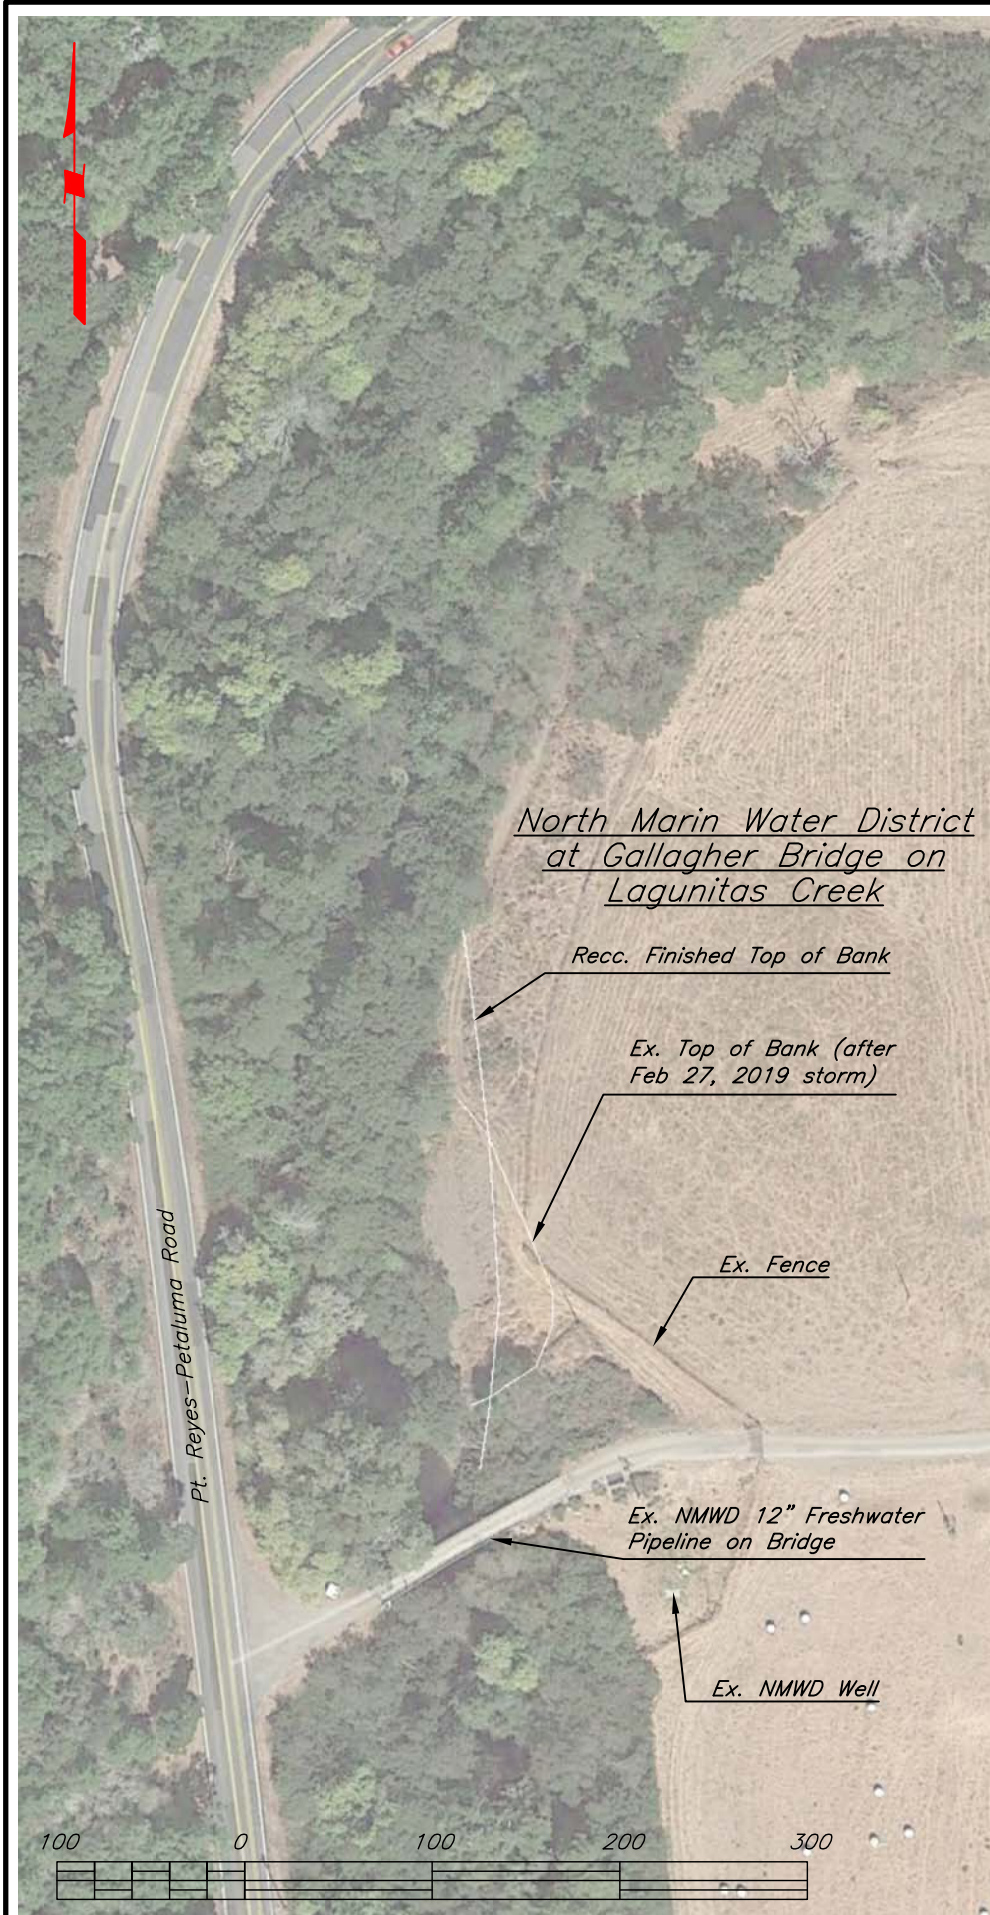 North Marin Water District
at Gallagher Bridge on
Lagunitas Creek
Recc. Finished Top of Bank
Ex. Top of Bank (after
Feb 27, 2019 storm)
Ex. Fence
Pt. Reyes-Petaluma Road
Ex. NMWD 12" Freshwater
Pipeline on Bridge
Ex. NMWD Well
100 0 100 200 300